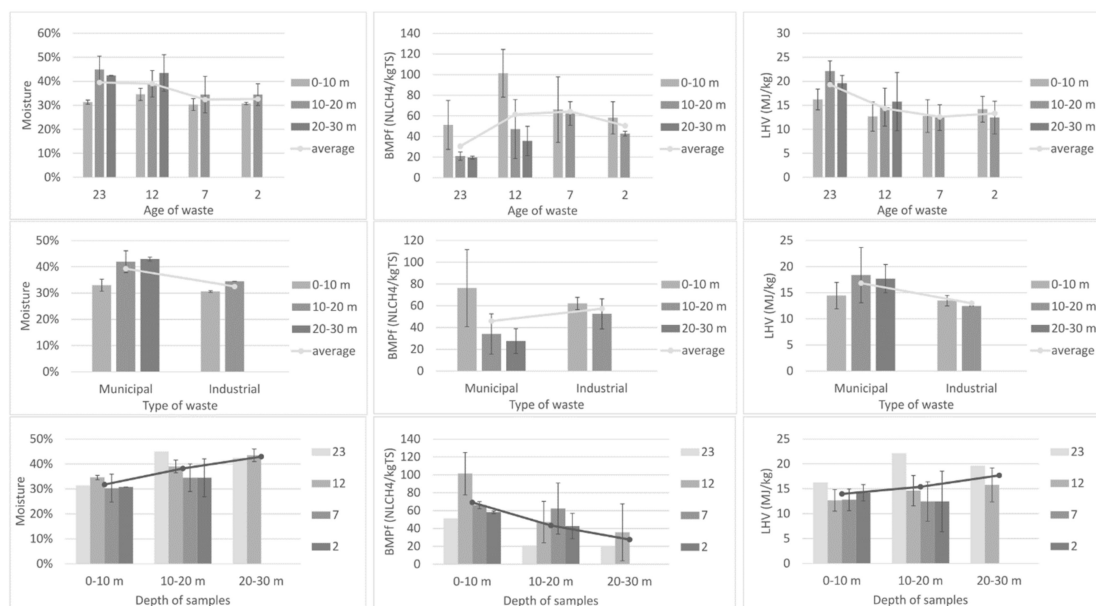 60%
50%
40%
30%
20%
10%
0%
Moisture
23 12 7 2
Age of waste
0-10 m
10-20 m
20-30 m
average
140
120
100
80
60
40
20
0
BMPf (NLCH4/kgTS)
23 12 7 2
Age of waste
0-10 m
10-20 m
20-30 m
average
30
25
20
15
10
5
0
LHV (MJ/kg)
23 12 7 2
Age of waste
0-10 m
10-20 m
20-30 m
average
50%
40%
30%
20%
10%
0%
Moisture
Municipal Industrial
Type of waste
0-10 m
10-20 m
20-30 m
average
120
100
80
60
40
20
0
BMPf (NLCH4/kgTS)
Municipal Industrial
Type of waste
0-10 m
10-20 m
20-30 m
average
25
20
15
10
5
0
LHV (MJ/kg)
Municipal Industrial
Type of waste
0-10 m
10-20 m
20-30 m
average
50%
40%
30%
20%
10%
0%
Moisture
0-10 m 10-20 m 20-30 m
Depth of samples
23
12
7
2
140
120
100
80
60
40
20
0
BMPf (NLCH4/kgTS)
0-10 m 10-20 m 20-30 m
Depth of samples
23
12
7
2
25
20
15
10
5
0
LHV (MJ/kg)
0-10 m 10-20 m 20-30 m
Depth of samples
23
12
7
2